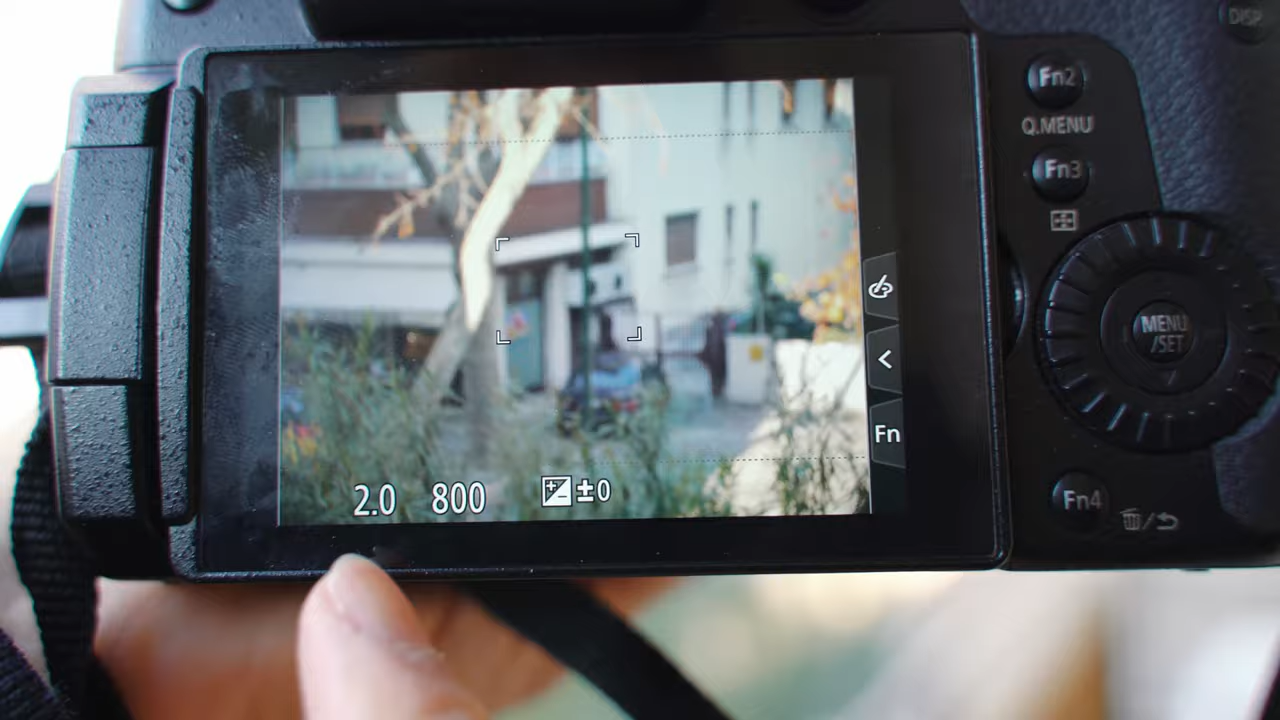 DISP.
Fn2
Q.MENU
Fn3
MENU
/SET
<
Fn
2.0 800 ±0
Fn4